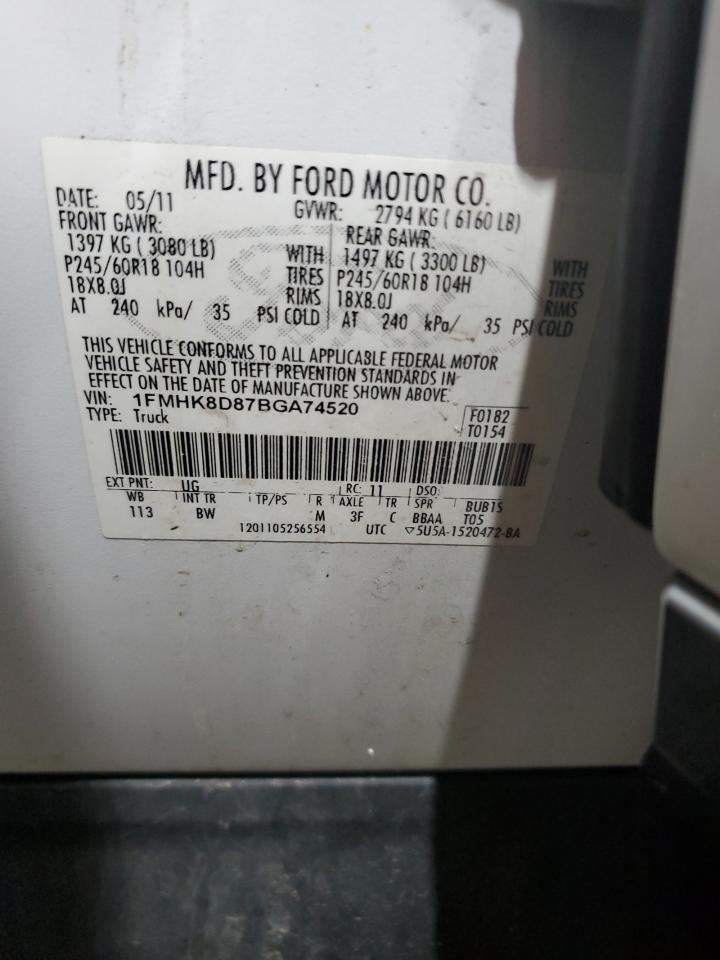 MFD. BY FORD MOTOR CO.
DATE: 05/11
GVWR: 2794 KG ( 6160 LB)
FRONT GAWR:
1397 KG ( 3080 LB)
P245/60R18 104H
18X8.0J
AT 240 kPa/ 35 PSI COLD
WITH
TIRES
RIMS
REAR GAWR:
1497 KG ( 3300 LB)
P245/60R18 104H
18X8.0J
AT 240 kPa/ 35 PSI COLD
WITH
TIRES
RIMS
THIS VEHICLE CONFORMS TO ALL APPLICABLE FEDERAL MOTOR
VEHICLE SAFETY AND THEFT PREVENTION STANDARDS IN
EFFECT ON THE DATE OF MANUFACTURE SHOWN ABOVE.
VIN: 1FMHK8D87BGA74520
TYPE: Truck
F0182
T0154
EXT PNT: UG RC: 11 DSO:
WB INT TR TP/PS R AXLE TR SPR BUB1S
113 BW M 3F C BBAA T05
1201105256554 UTC ▽5U5A-1520472-BA